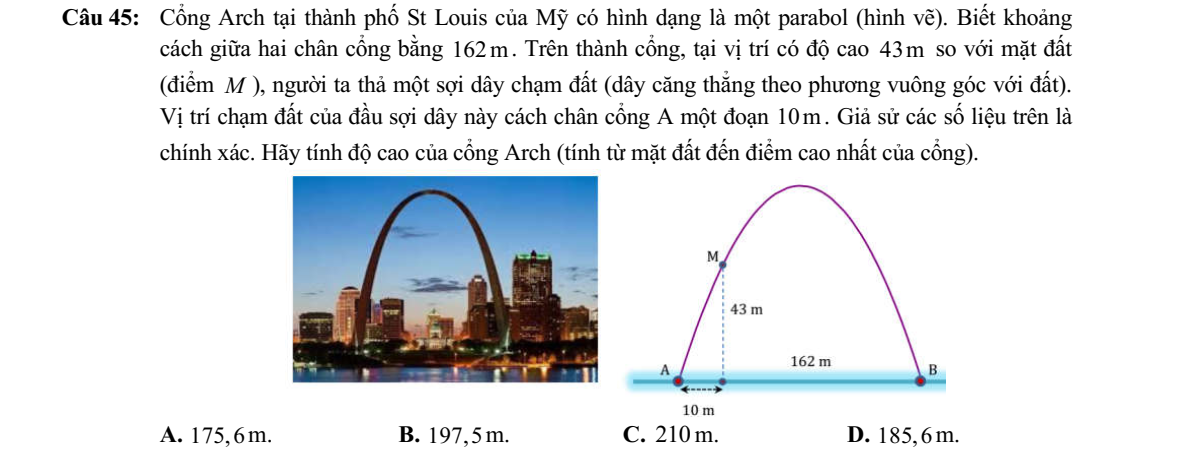 Câu 45: Cổng Arch tại thành phố St Louis của Mỹ có hình dạng là một parabol (hình vẽ). Biết khoảng
cách giữa hai chân cổng bằng 162 m. Trên thành cổng, tại vị trí có độ cao 43 m so với mặt đất
(điểm M ), người ta thả một sợi dây chạm đất (dây căng thẳng theo phương vuông góc với đất).
Vị trí chạm đất của đầu sợi dây này cách chân cổng A một đoạn 10 m. Giả sử các số liệu trên là
chính xác. Hãy tính độ cao của cổng Arch (tính từ mặt đất đến điểm cao nhất của cổng).
M
43 m
162 m
A
B
10 m
A. 175,6 m. B. 197,5 m. C. 210 m. D. 185,6 m.